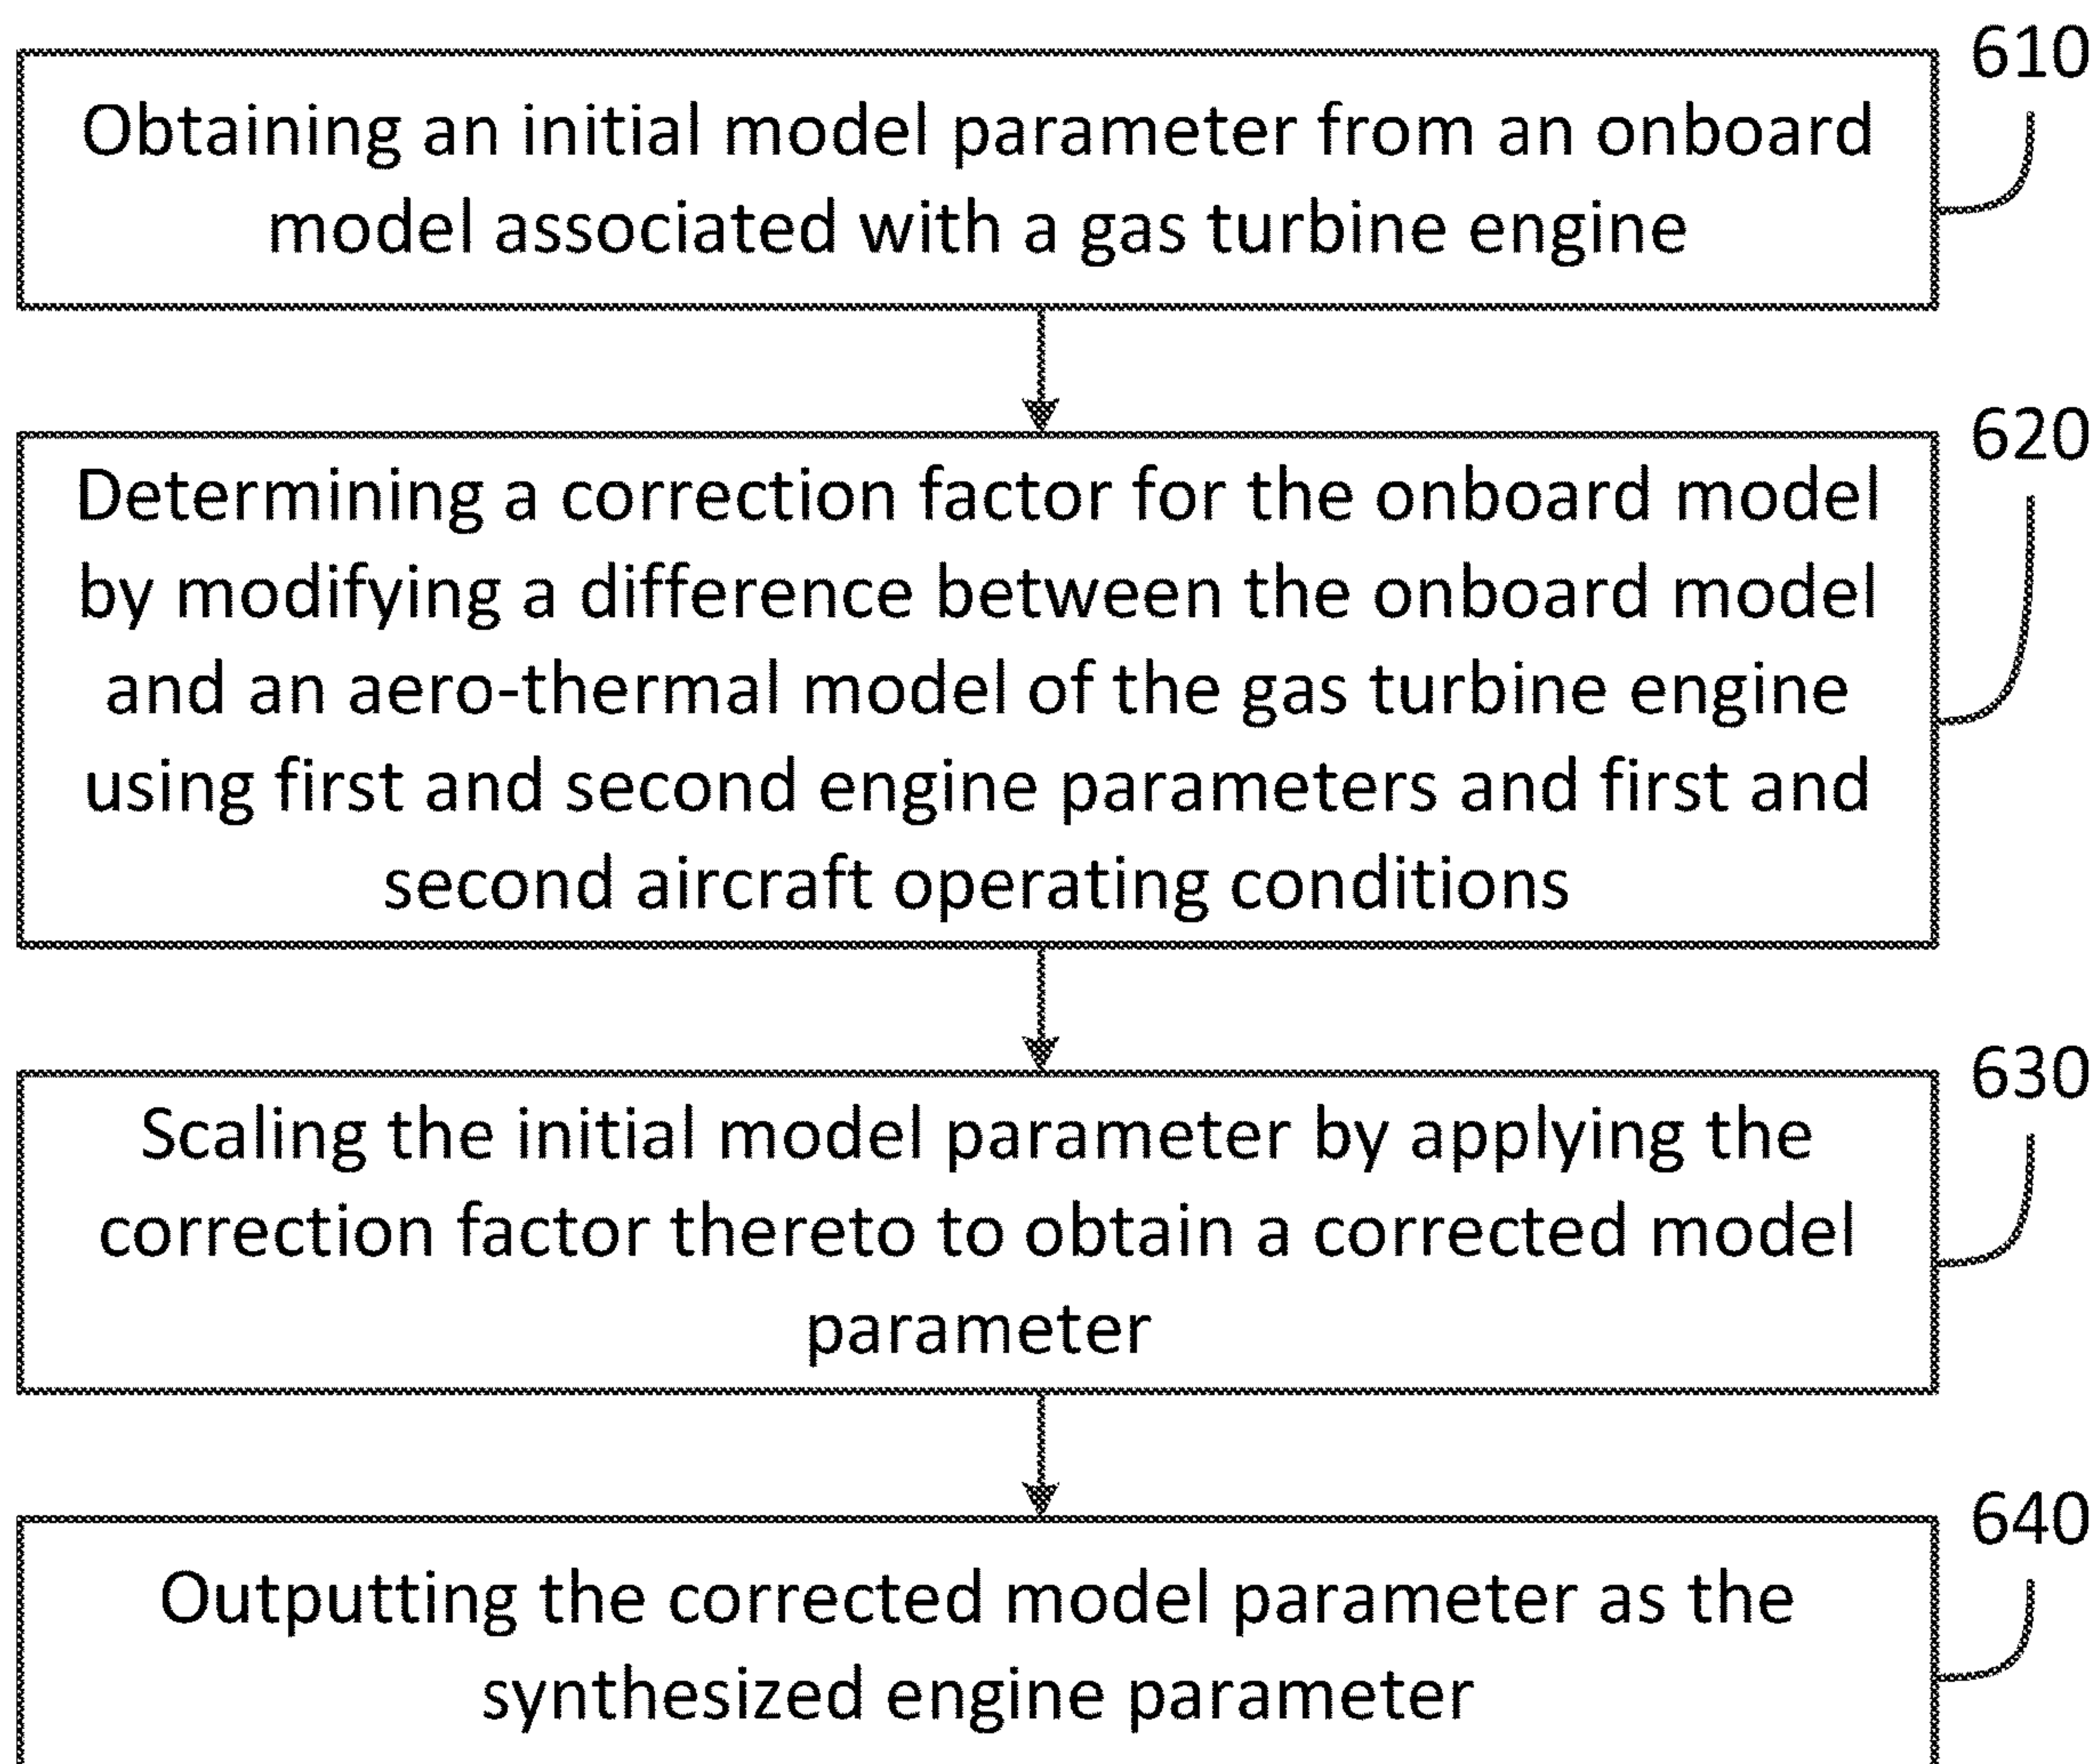 610
Obtaining an initial model parameter from an onboard
model associated with a gas turbine engine
620
Determining a correction factor for the onboard model
by modifying a difference between the onboard model
and an aero-thermal model of the gas turbine engine
using first and second engine parameters and first and
second aircraft operating conditions
630
Scaling the initial model parameter by applying the
correction factor thereto to obtain a corrected model
parameter
640
Outputting the corrected model parameter as the
synthesized engine parameter